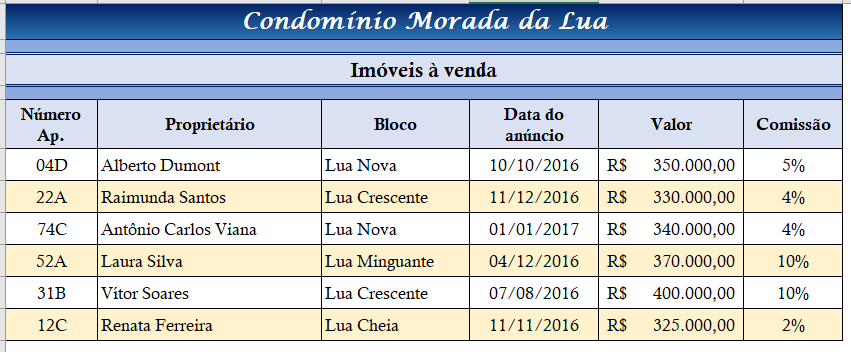 Condomínio Morada da Lua
Imóveis à venda
Número Ap. Proprietário Bloco Data do anúncio Valor Comissão
04D Alberto Dumont Lua Nova 10/10/2016 R$ 350.000,00 5%
22A Raimunda Santos Lua Crescente 11/12/2016 R$ 330.000,00 4%
74C Antônio Carlos Viana Lua Nova 01/01/2017 R$ 340.000,00 4%
52A Laura Silva Lua Minguante 04/12/2016 R$ 370.000,00 10%
31B Vítor Soares Lua Crescente 07/08/2016 R$ 400.000,00 10%
12C Renata Ferreira Lua Cheia 11/11/2016 R$ 325.000,00 2%